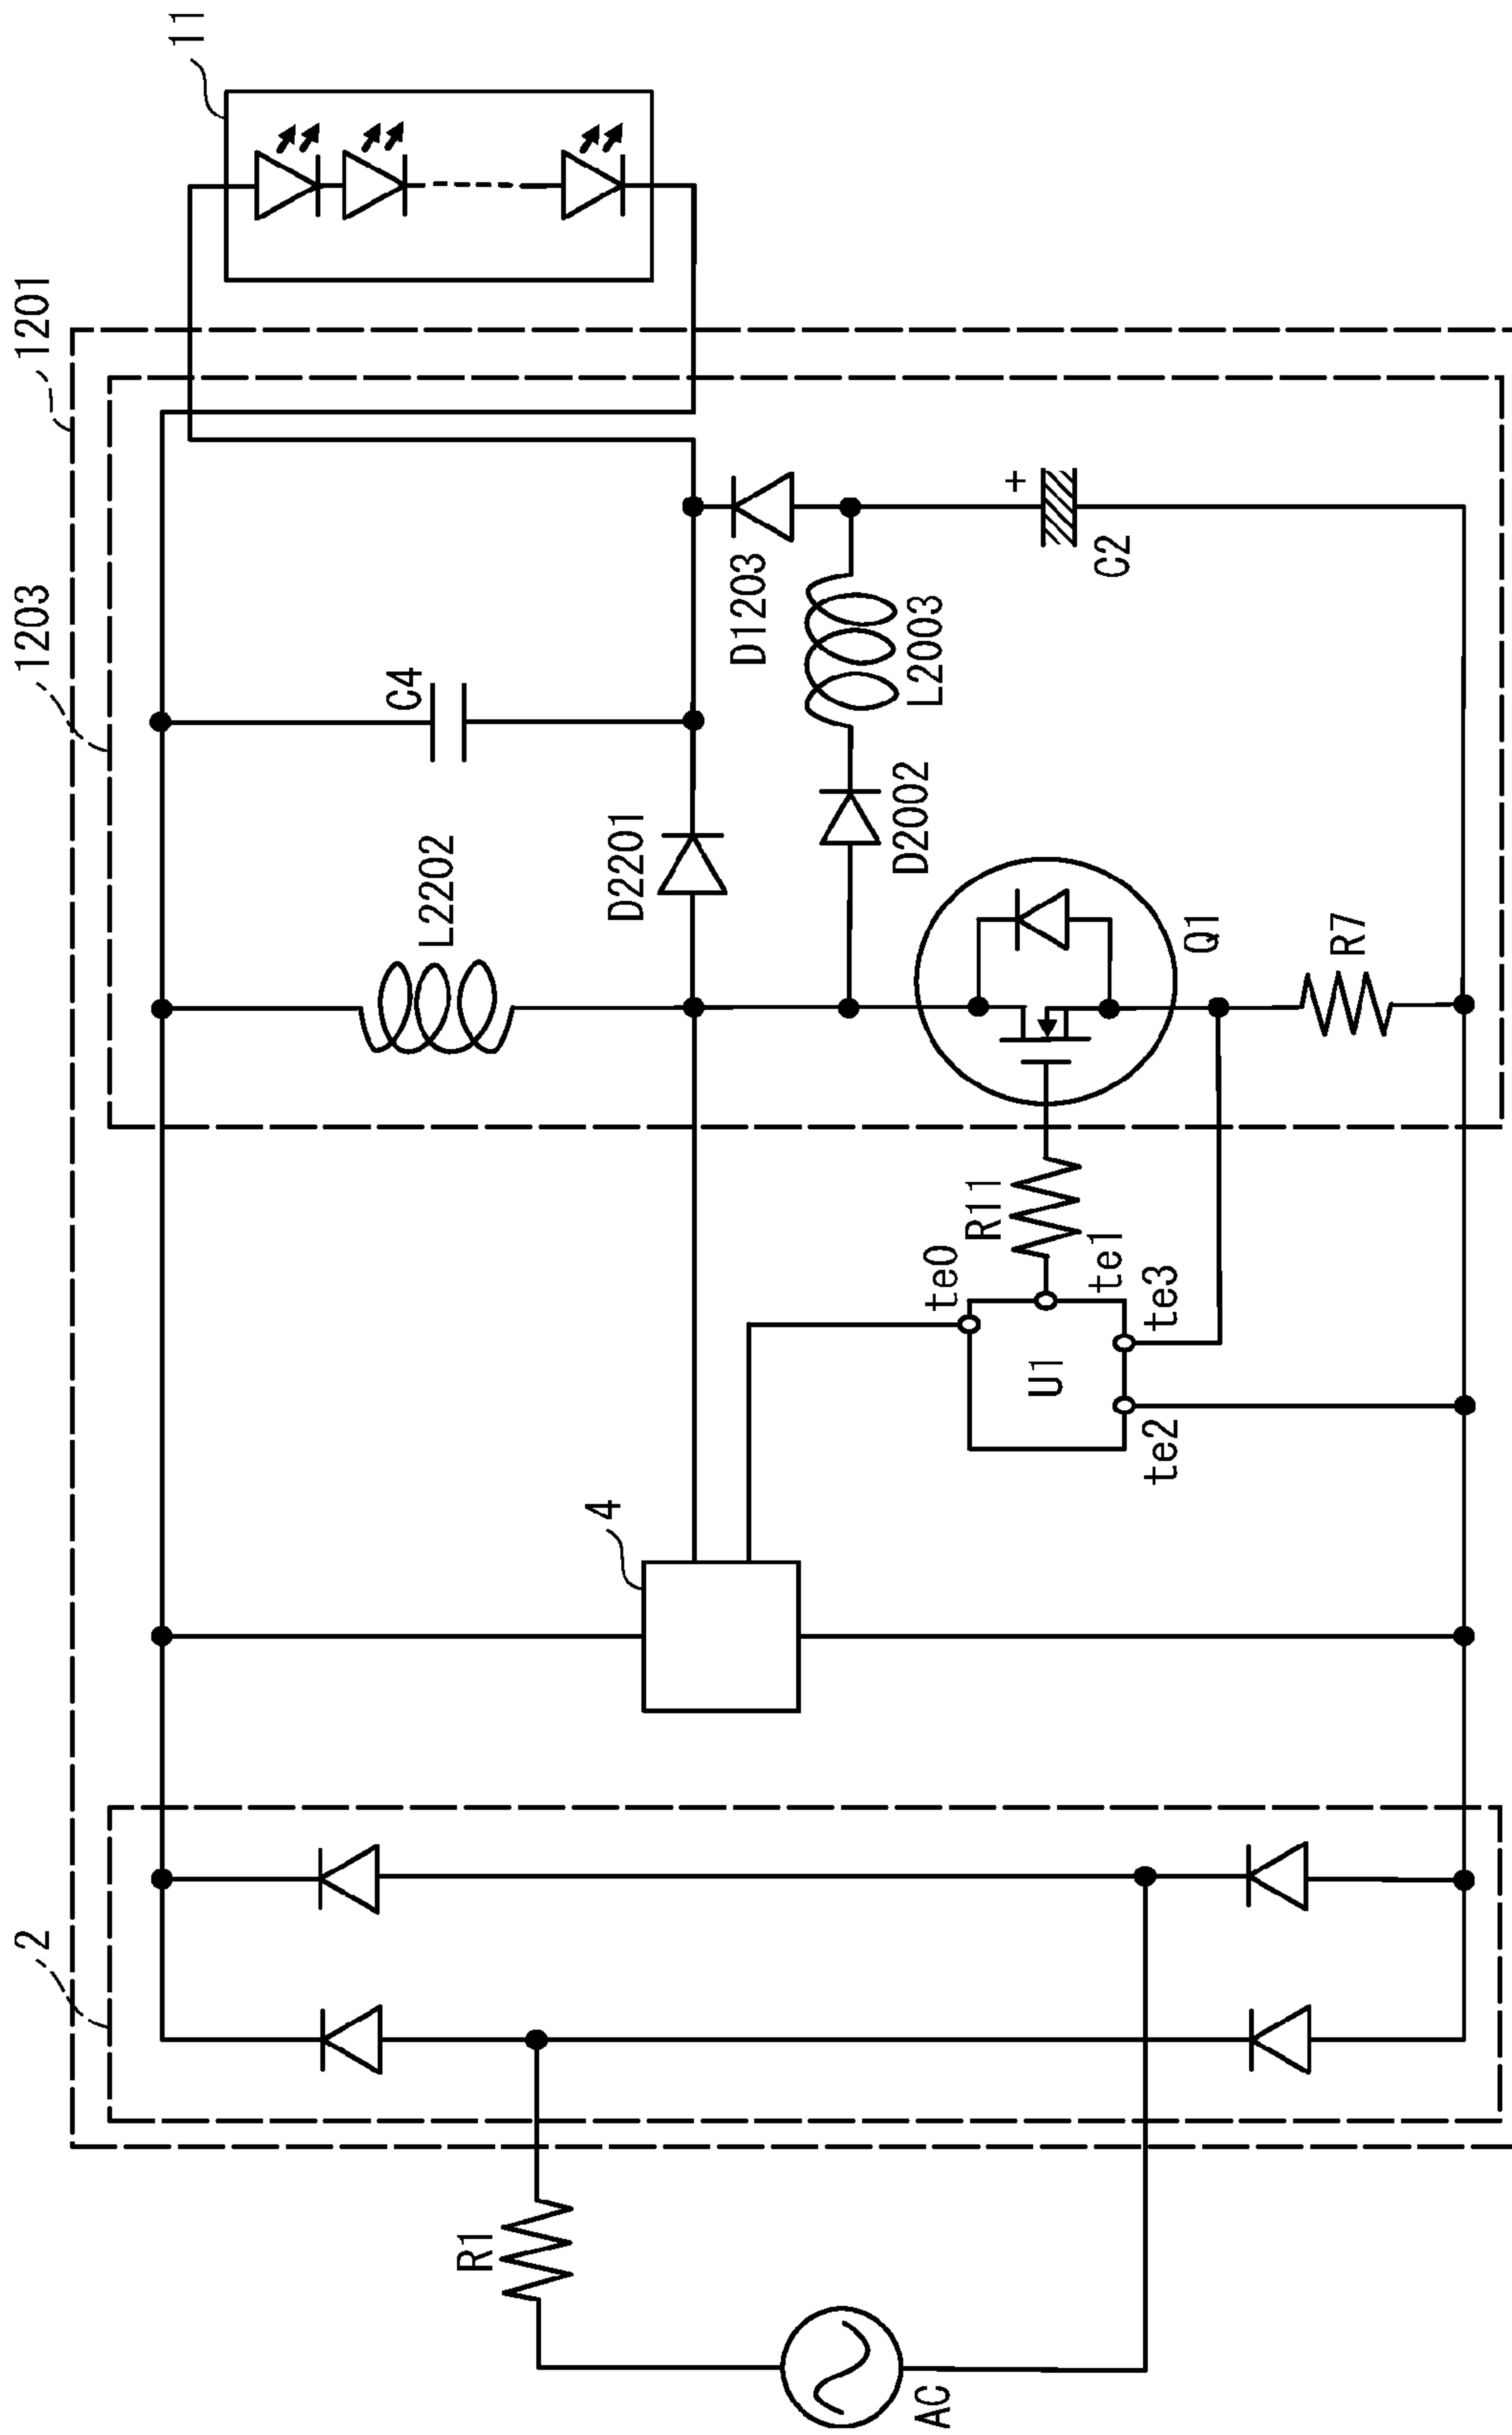 1201
1203
2
11
C4
L2202
D2201
D1203
L2003
D2002
+
C2
Q1
R7
R11
te0
te1
te3
te2
U1
4
R1
AC